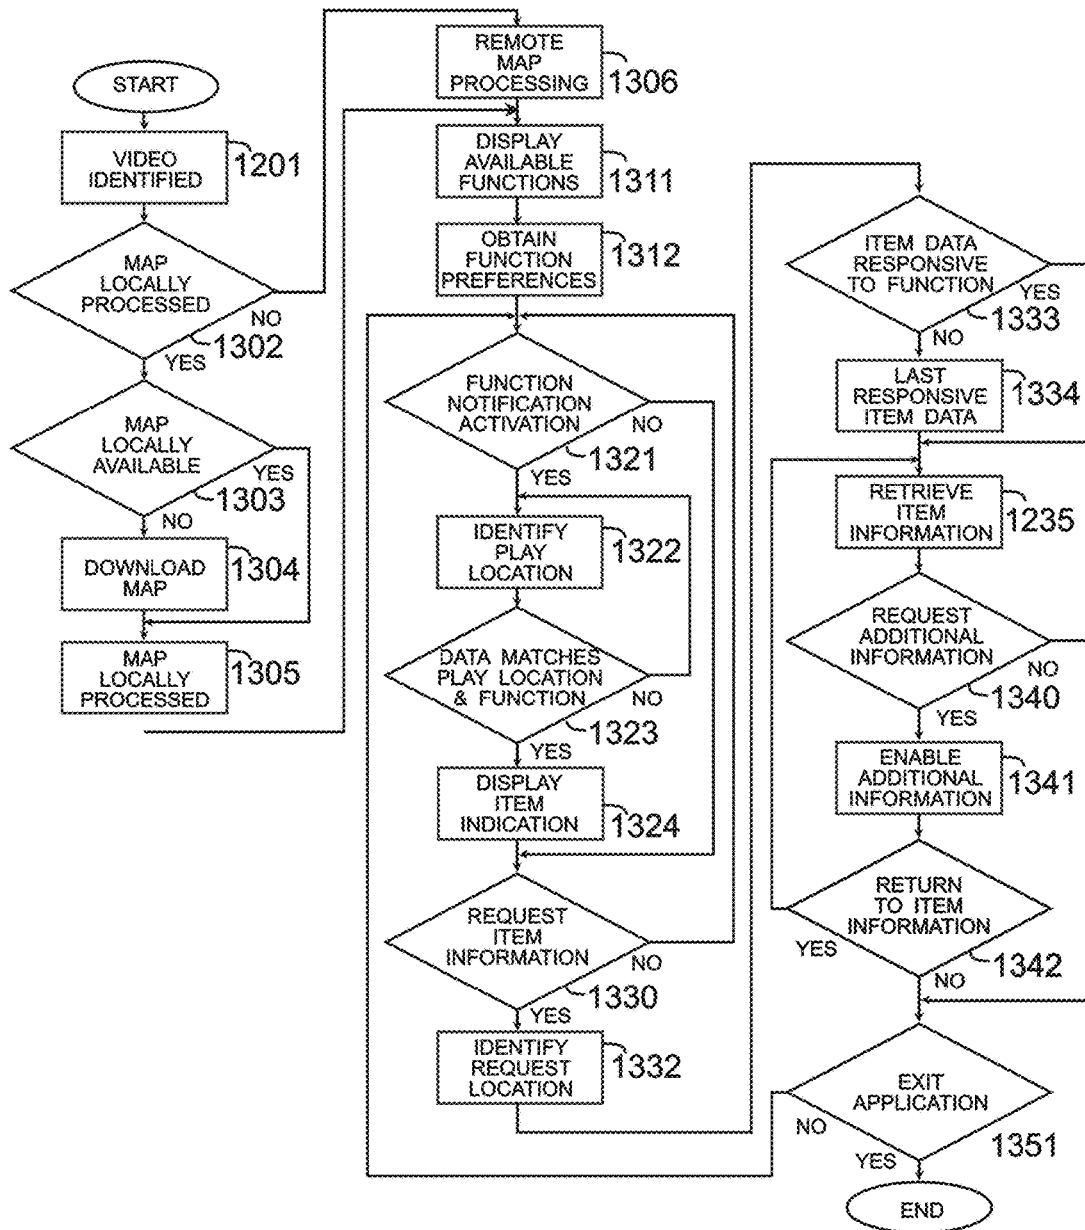 START
VIDEO
IDENTIFIED
1201
MAP
LOCALLY
PROCESSED
NO
1302
YES
MAP
LOCALLY
AVAILABLE
YES
1303
NO
DOWNLOAD
MAP
1304
MAP
LOCALLY
PROCESSED
1305
REMOTE
MAP
PROCESSING
1306
DISPLAY
AVAILABLE
FUNCTIONS
1311
OBTAIN
FUNCTION
PREFERENCES
1312
FUNCTION
NOTIFICATION
ACTIVATION
NO
1321
YES
IDENTIFY
PLAY
LOCATION
1322
DATA MATCHES
PLAY LOCATION
& FUNCTION
NO
1323
YES
DISPLAY
ITEM
INDICATION
1324
REQUEST
ITEM
INFORMATION
NO
1330
YES
IDENTIFY
REQUEST
LOCATION
1332
ITEM DATA
RESPONSIVE
TO FUNCTION
YES
1333
NO
LAST
RESPONSIVE
ITEM DATA
1334
RETRIEVE
ITEM
INFORMATION
1235
REQUEST
ADDITIONAL
INFORMATION
NO
1340
YES
ENABLE
ADDITIONAL
INFORMATION
1341
RETURN
TO ITEM
INFORMATION
YES
1342
NO
EXIT
APPLICATION
NO
1351
YES
END